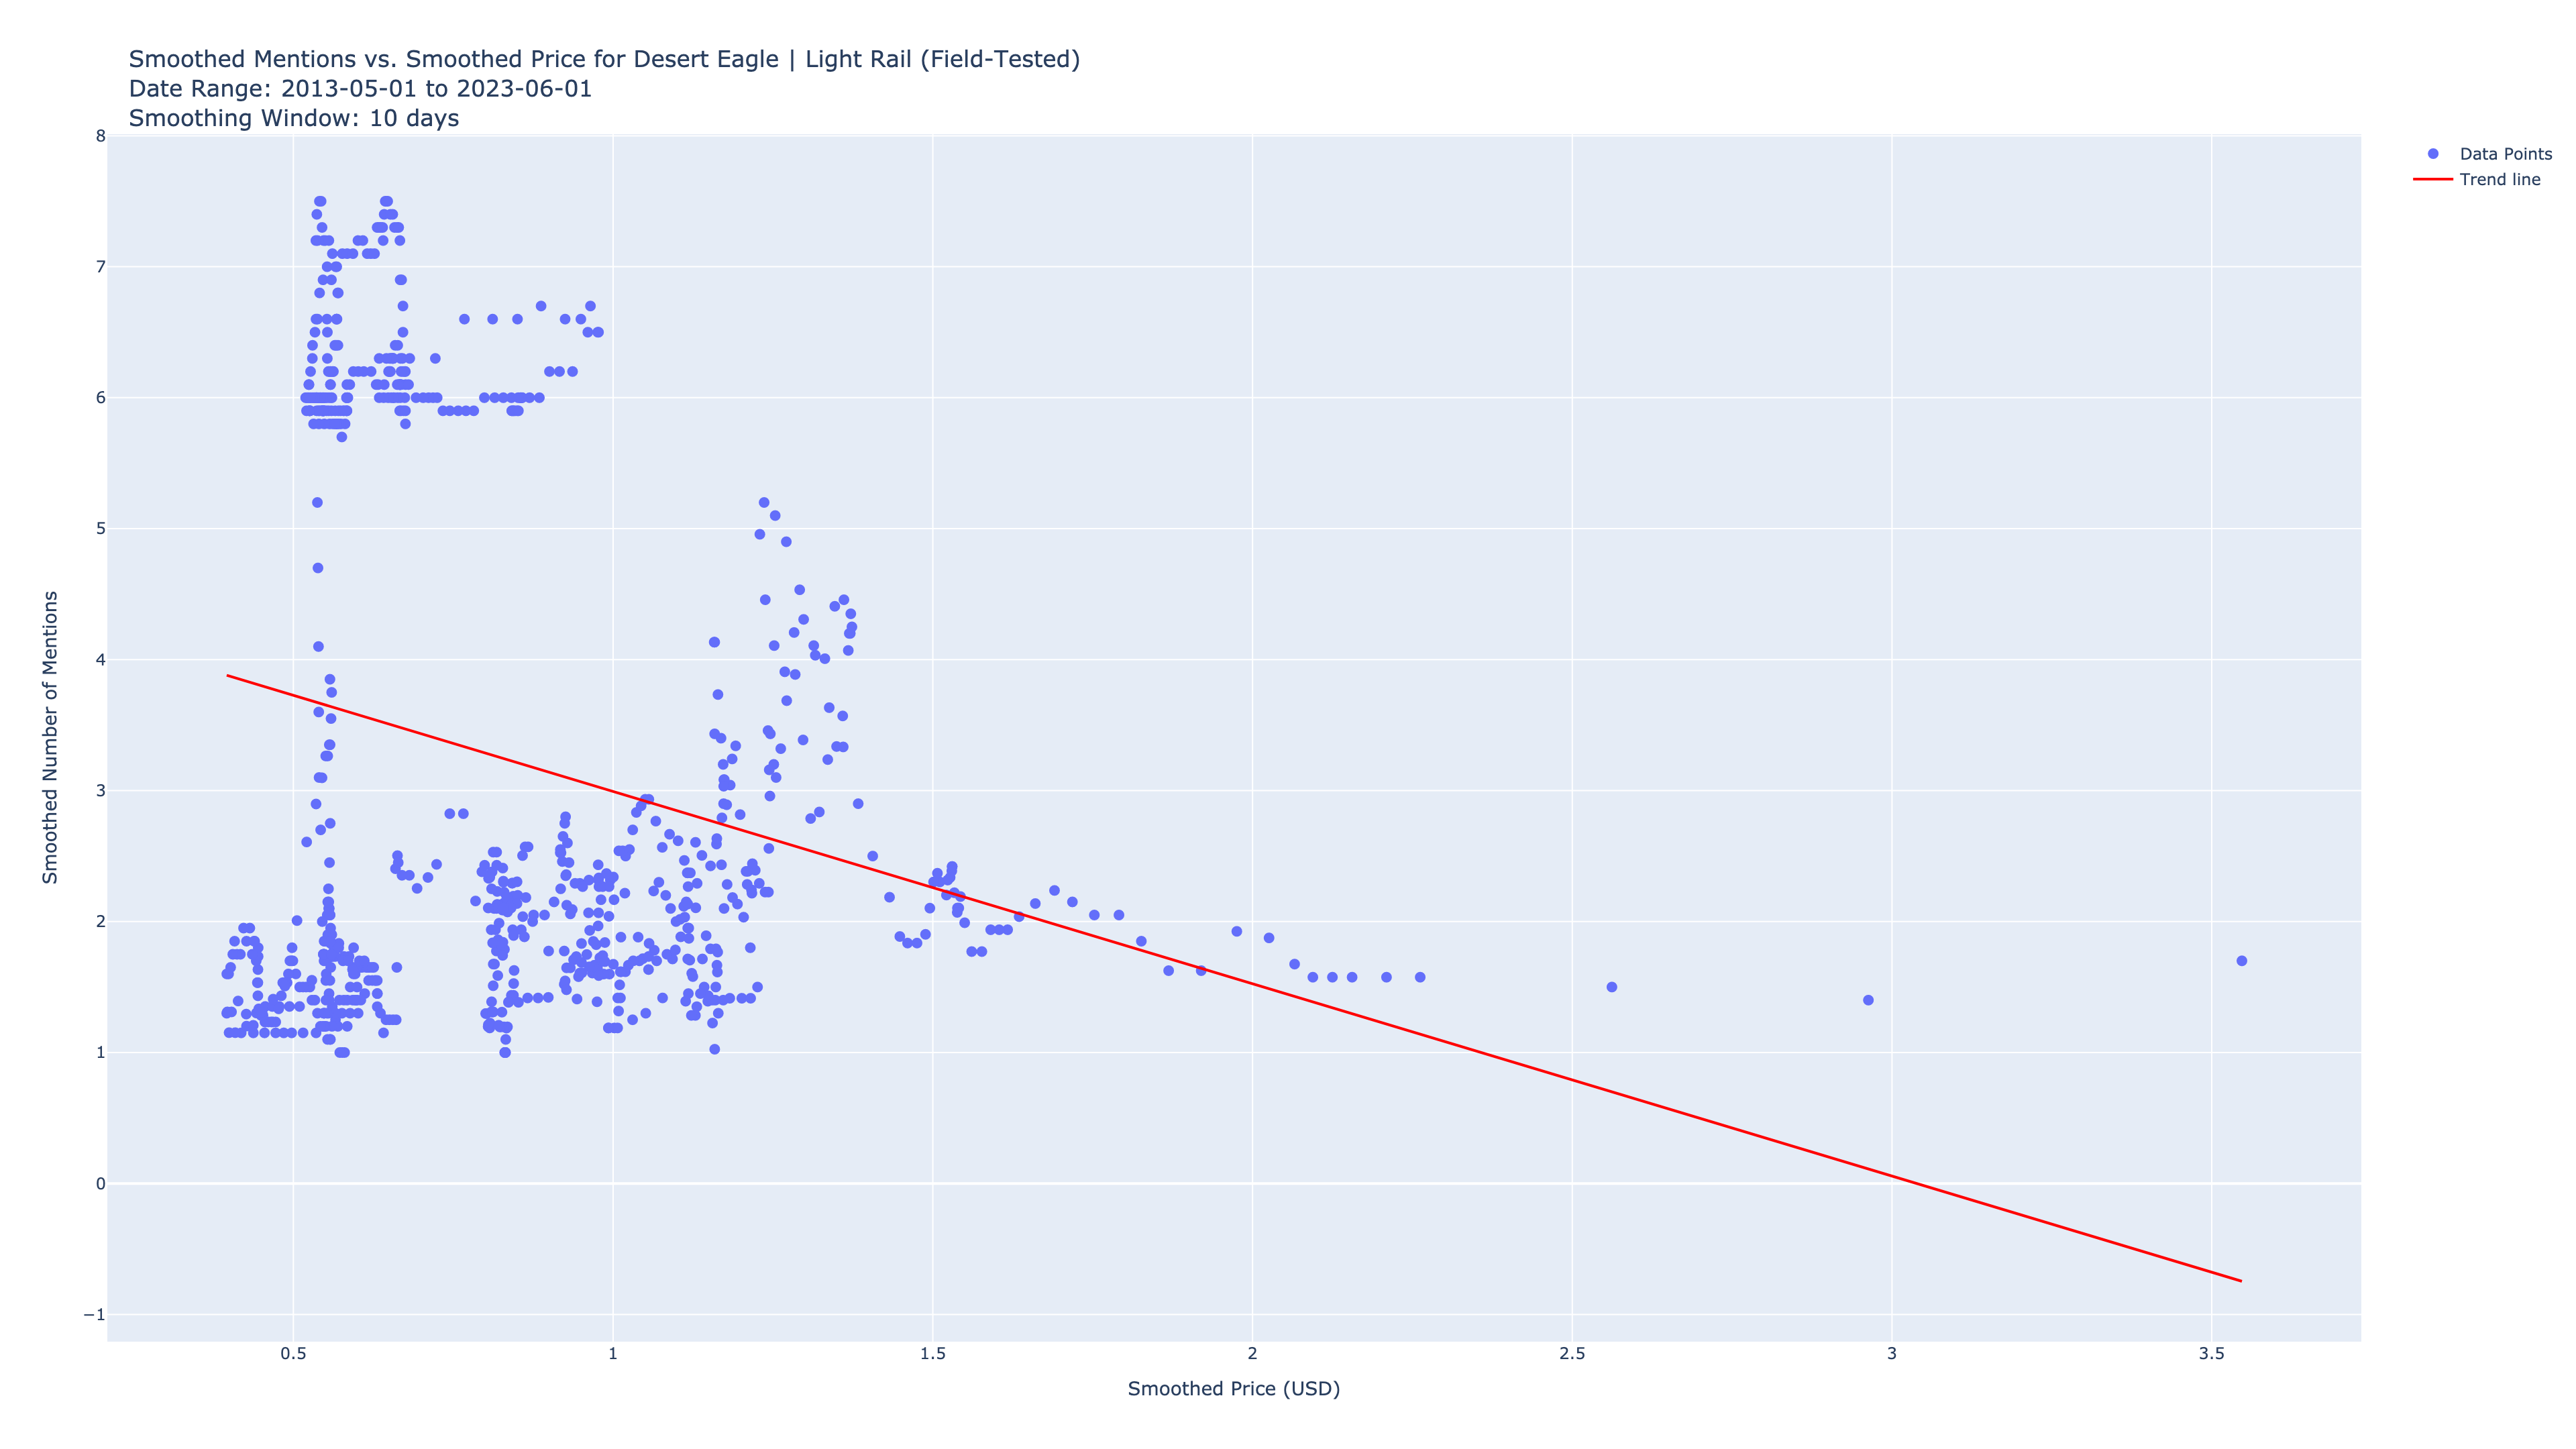 Smoothed Mentions vs. Smoothed Price for Desert Eagle | Light Rail (Field-Tested)
Date Range: 2013-05-01 to 2023-06-01
Smoothing Window: 10 days
Data Points
Trend line
Smoothed Number of Mentions
8
7
6
5
4
3
2
1
0
−1
0.5
1
1.5
2
2.5
3
3.5
Smoothed Price (USD)